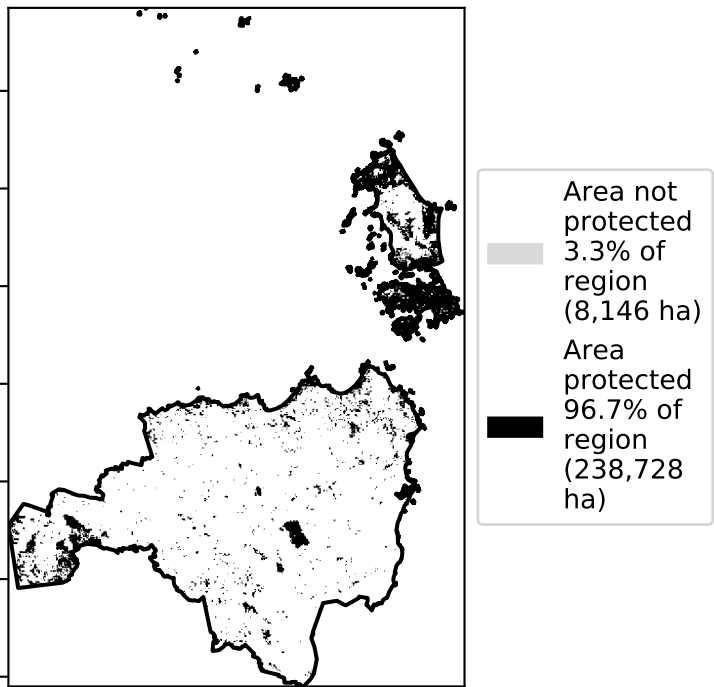 Area not
protected
3.3% of
region
(8,146 ha)
Area
protected
96.7% of
region
(238,728
ha)